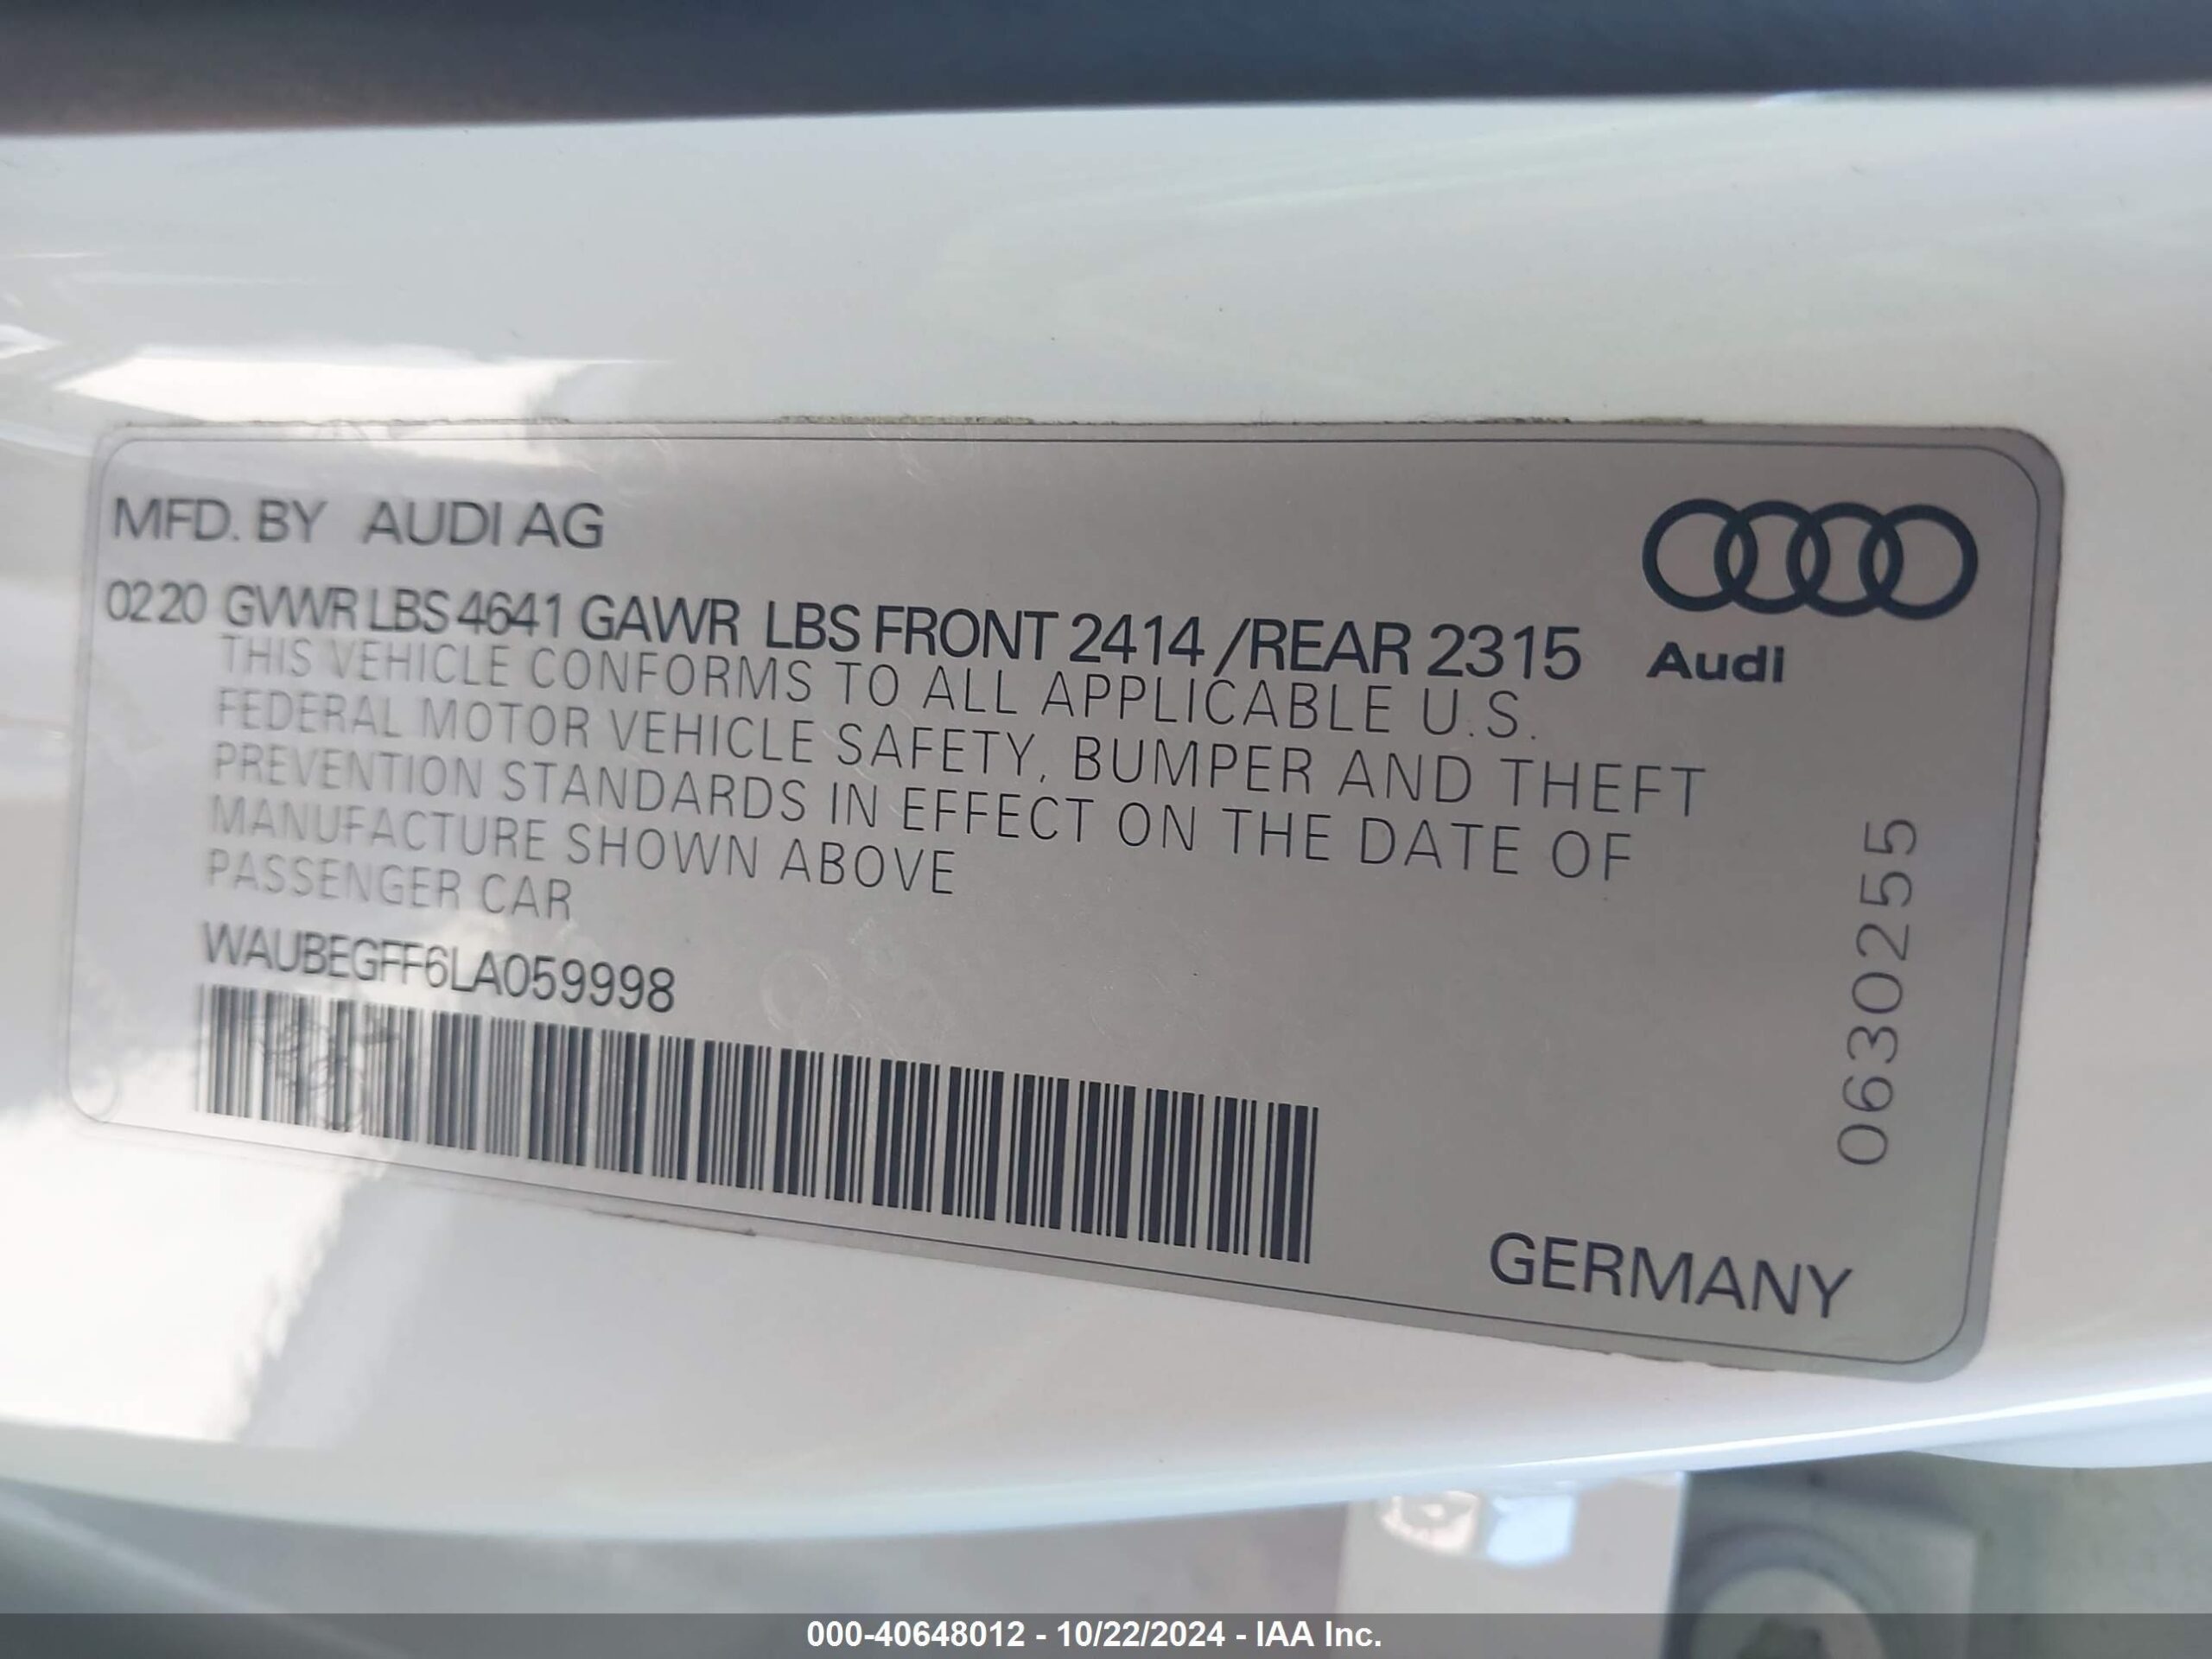 MFD. BY AUDI AG
0220 GVWR LBS 4641 GAWR LBS FRONT 2414 /REAR 2315
Audi
THIS VEHICLE CONFORMS TO ALL APPLICABLE U.S.
FEDERAL MOTOR VEHICLE SAFETY, BUMPER AND THEFT
PREVENTION STANDARDS IN EFFECT ON THE DATE OF
MANUFACTURE SHOWN ABOVE
PASSENGER CAR
WAUBEGFF6LA059998
0630255
GERMANY
000-40648012 - 10/22/2024 - IAA Inc.